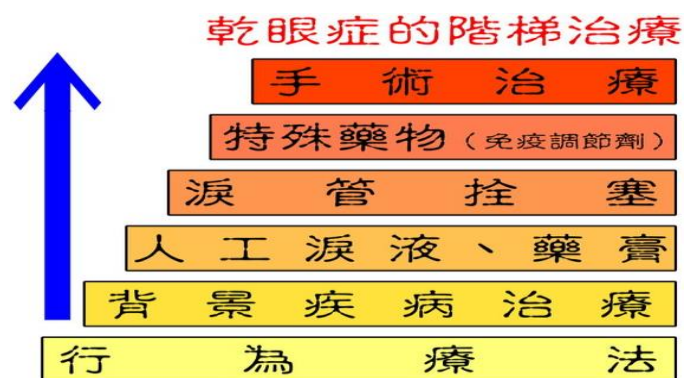 乾眼症的階梯治療
手術治療
特殊藥物（免疫調節劑）
淚管拴塞
人工淚液、藥膏
背景疾病治療
行為療法